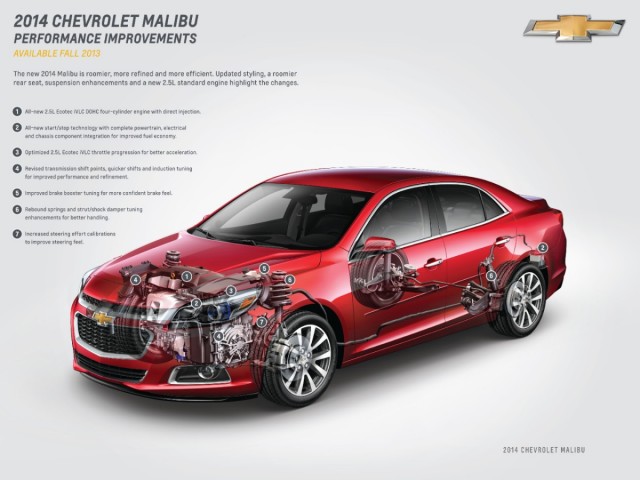 2014 CHEVROLET MALIBU
PERFORMANCE IMPROVEMENTS
AVAILABLE FALL 2013
The new 2014 Malibu is roomier, more refined and more efficient. Updated styling, a roomier
rear seat, suspension enhancements and a new 2.5L standard engine highlight the changes.
1 All-new 2.5L Ecotec iVLC DOHC four-cylinder engine with direct injection.
2 All-new start/stop technology with complete powertrain, electrical
and chassis component integration for improved fuel economy.
3 Optimized 2.5L Ecotec iVLC throttle progression for better acceleration.
4 Revised transmission shift points, quicker shifts and induction tuning
for improved performance and refinement.
5 Improved brake booster tuning for more confident brake feel.
6 Rebound springs and strut/shock damper tuning
enhancements for better handling.
7 Increased steering effort calibrations
to improve steering feel.
4
1
5
6
2
3
7
4
6
2
2014 CHEVROLET MALIBU